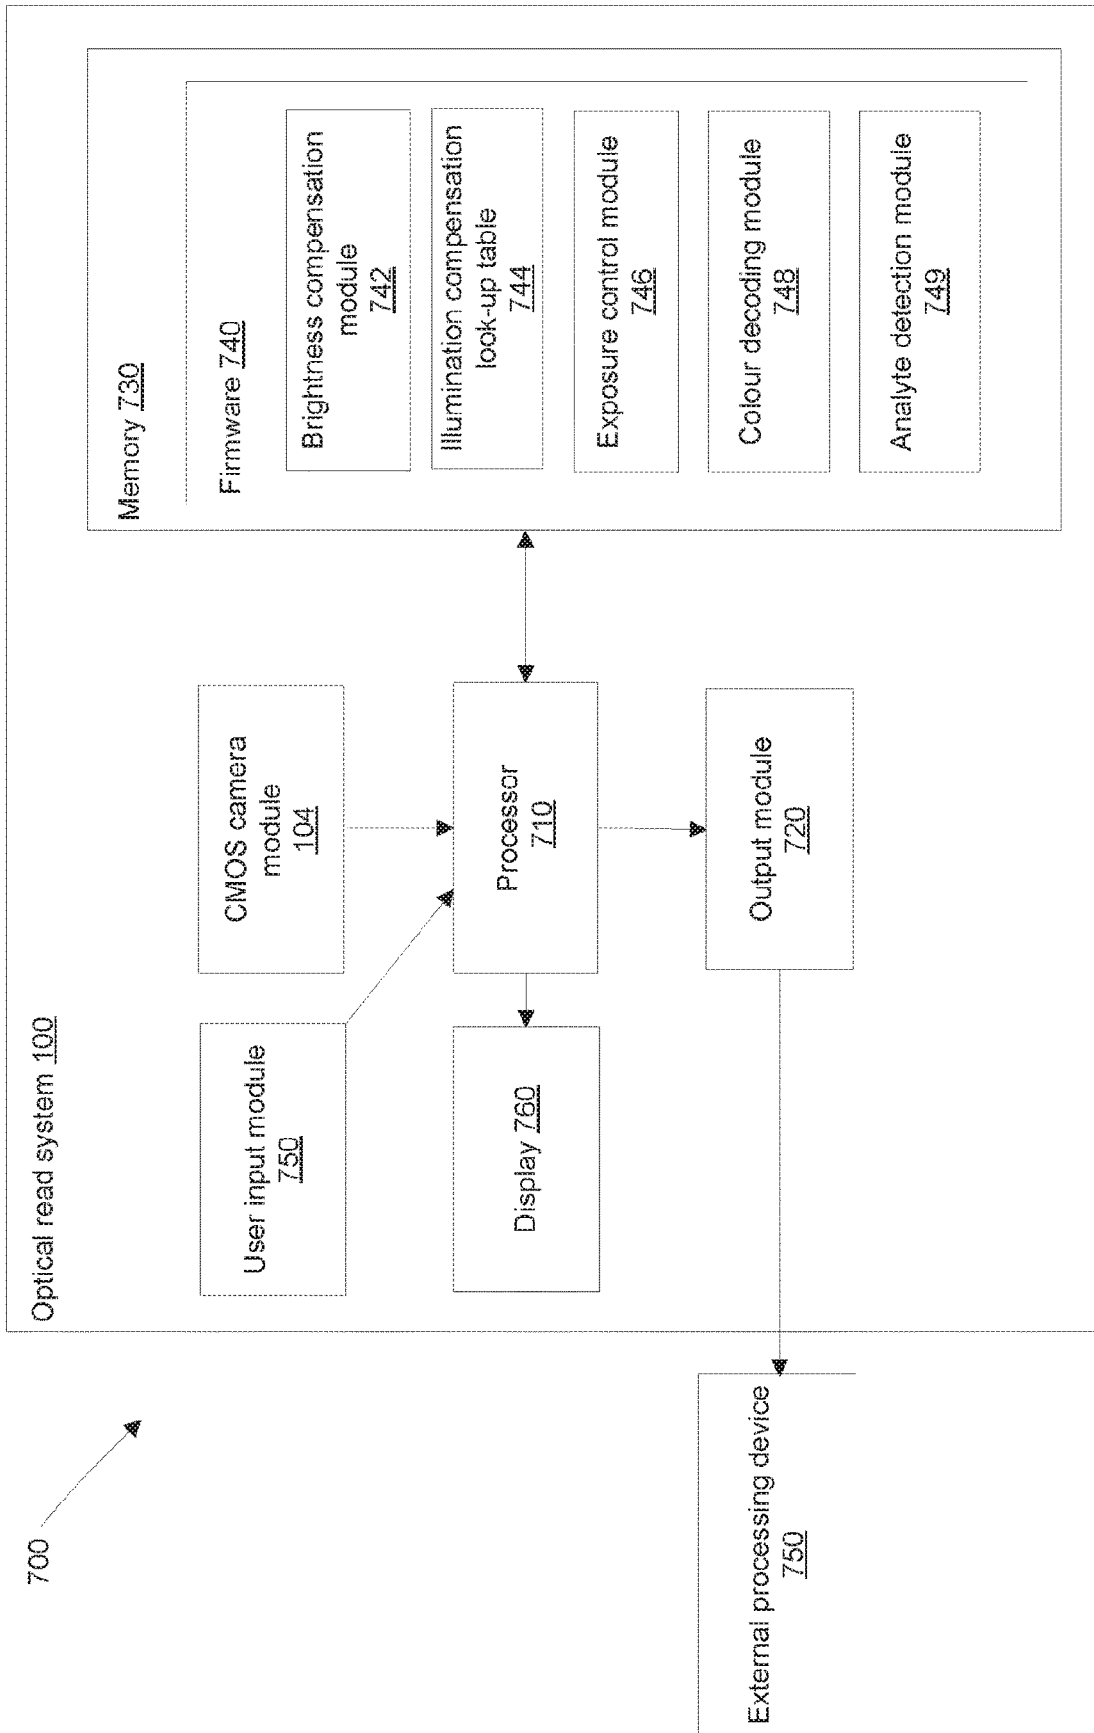 700
Optical read system 100
User input module
750
CMOS camera
module
104
Display 760
Processor
710
Output module
720
External processing device
750
Memory 730
Firmware 740
Brightness compensation
module
742
Illumination compensation
look-up table
744
Exposure control module
746
Colour decoding module
748
Analyte detection module
749